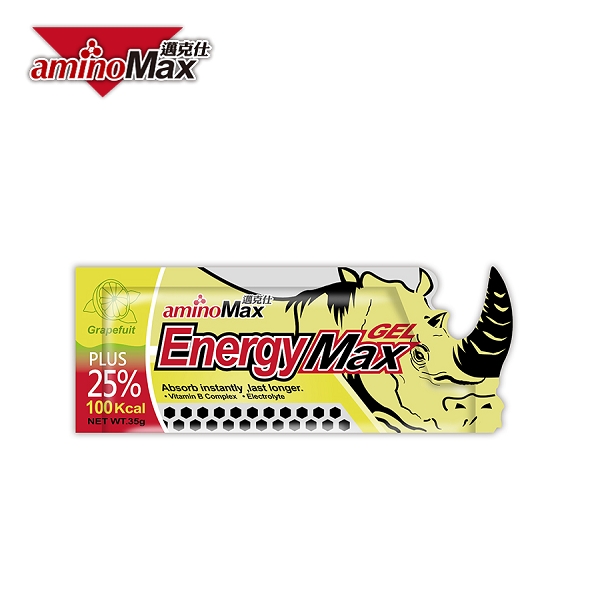 aminoMax 邁克仕
Grapefuit
PLUS
25%
100Kcal
NET WT.35g
aminoMax 邁克仕
EnergyMax
GEL
Absorb instantly ,last longer.
• Vitamin B Complex • Electrolyte